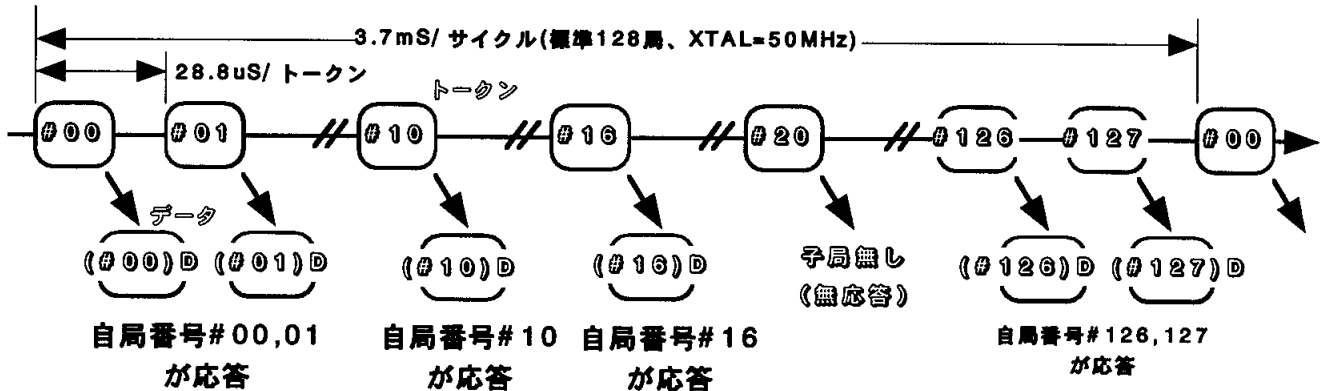 3.7mS/ サイクル(標準128局、XTAL=50MHz)
28.8uS/ トークン
トークン
#00
#01
#10
#16
#20
#126
#127
#00
データ
(#00)D
(#01)D
(#10)D
(#16)D
子局無し
(無応答)
(#126)D
(#127)D
自局番号#00,01
が応答
自局番号#10
が応答
自局番号#16
が応答
自局番号#126,127
が応答